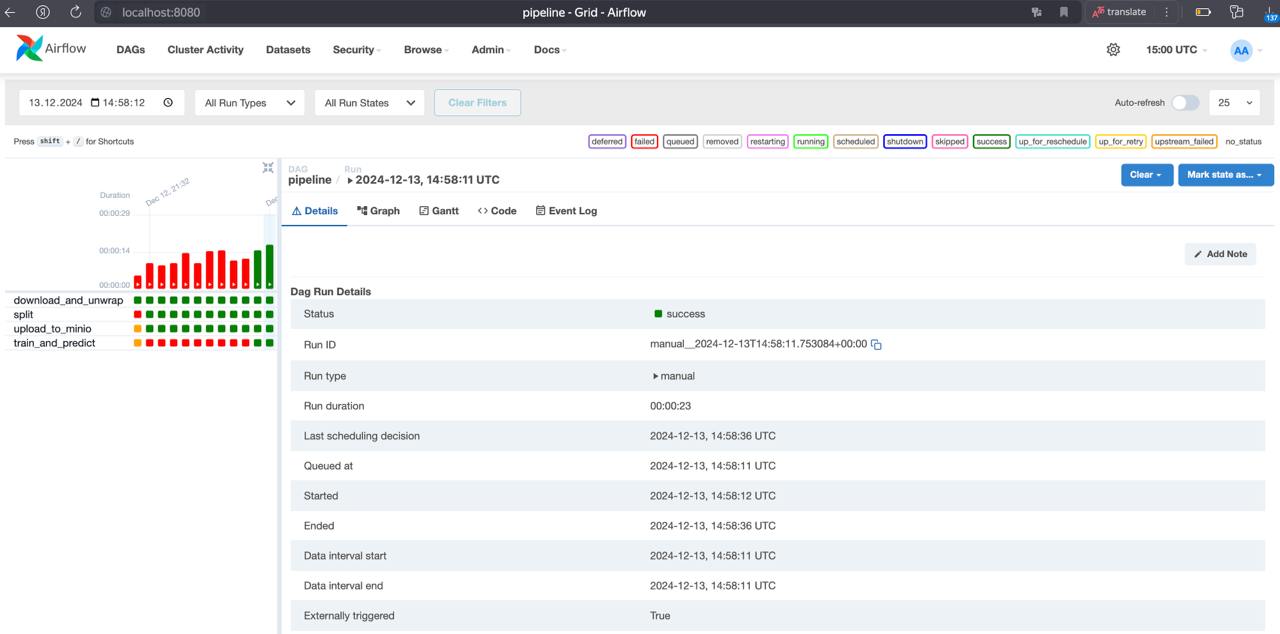 localhost:8080 pipeline - Grid - Airflow translate 137
Airflow DAGs Cluster Activity Datasets Security Browse Admin Docs 15:00 UTC AA
13.12.2024 14:58:12 All Run Types All Run States Clear Filters Auto-refresh 25
Press shift + / for Shortcuts deferred failed queued removed restarting running scheduled shutdown skipped success up_for_reschedule up_for_retry upstream_failed no_status
DAG Run
pipeline / 2024-12-13, 14:58:11 UTC Clear Mark state as...
Duration Dec 12, 21:32
00:00:29
00:00:14
00:00:00
download_and_unwrap
split
upload_to_minio
train_and_predict
Details Graph Gantt Code Event Log
Add Note
Dag Run Details
Status success
Run ID manual__2024-12-13T14:58:11.753084+00:00
Run type manual
Run duration 00:00:23
Last scheduling decision 2024-12-13, 14:58:36 UTC
Queued at 2024-12-13, 14:58:11 UTC
Started 2024-12-13, 14:58:12 UTC
Ended 2024-12-13, 14:58:36 UTC
Data interval start 2024-12-13, 14:58:11 UTC
Data interval end 2024-12-13, 14:58:11 UTC
Externally triggered True